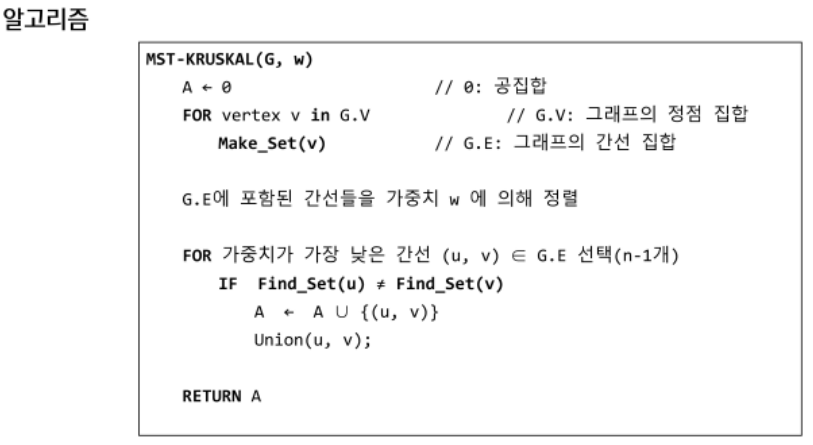 알고리즘
MST-KRUSKAL(G, w)
A ← 0 // 0: 공집합
FOR vertex v in G.V // G.V: 그래프의 정점 집합
Make_Set(v) // G.E: 그래프의 간선 집합
G.E에 포함된 간선들을 가중치 w 에 의해 정렬
FOR 가중치가 가장 낮은 간선 (u, v) ∈ G.E 선택(n-1개)
IF Find_Set(u) ≠ Find_Set(v)
A ← A ∪ {(u, v)}
Union(u, v);
RETURN A